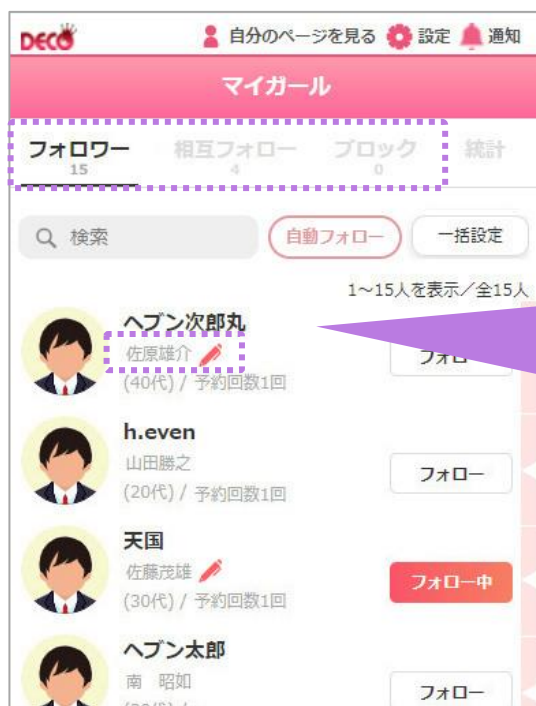 DECO 自分のページを見る 設定 通知
マイガール
フォロワー 相互フォロー ブロック 統計
15 4 0
検索 自動フォロー 一括設定
1~15人を表示/全15人
ヘブン次郎丸
佐原雄介 フォロー
(40代) / 予約回数1回
h.even
山田勝之
(20代) / 予約回数1回 フォロー
天国
佐藤茂雄
(30代) / 予約回数1回 フォロー中
ヘブン太郎
南 昭如
フォロー